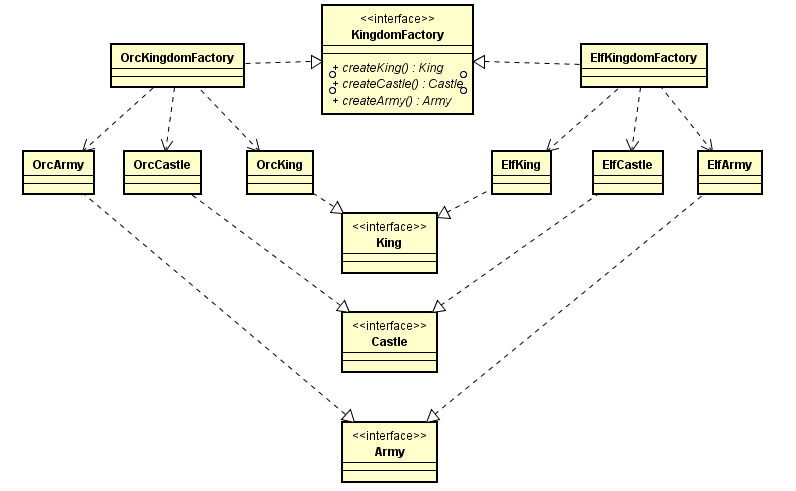 <<interface>>
KingdomFactory
+ createKing() : King
+ createCastle() : Castle
+ createArmy() : Army
OrcKingdomFactory
ElfKingdomFactory
OrcArmy
OrcCastle
OrcKing
ElfKing
ElfCastle
ElfArmy
<<interface>>
King
<<interface>>
Castle
<<interface>>
Army